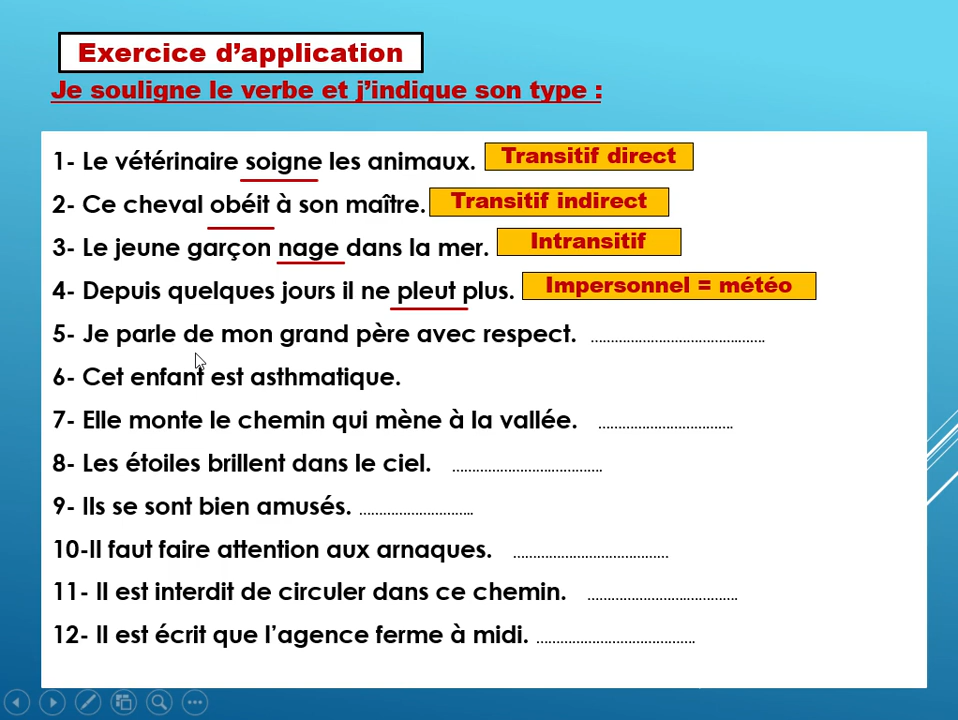 Exercice d’application
Je souligne le verbe et j’indique son type :
1- Le vétérinaire soigne les animaux. Transitif direct
2- Ce cheval obéit à son maître. Transitif indirect
3- Le jeune garçon nage dans la mer. Intransitif
4- Depuis quelques jours il ne pleut plus. Impersonnel = météo
5- Je parle de mon grand père avec respect. ……………………………………
6- Cet enfant est asthmatique.
7- Elle monte le chemin qui mène à la vallée. ……………………………
8- Les étoiles brillent dans le ciel. ………………………………
9- Ils se sont bien amusés. ………………………
10-Il faut faire attention aux arnaques. …………………………………
11- Il est interdit de circuler dans ce chemin. ………………………………
12- Il est écrit que l’agence ferme à midi. …………………………………